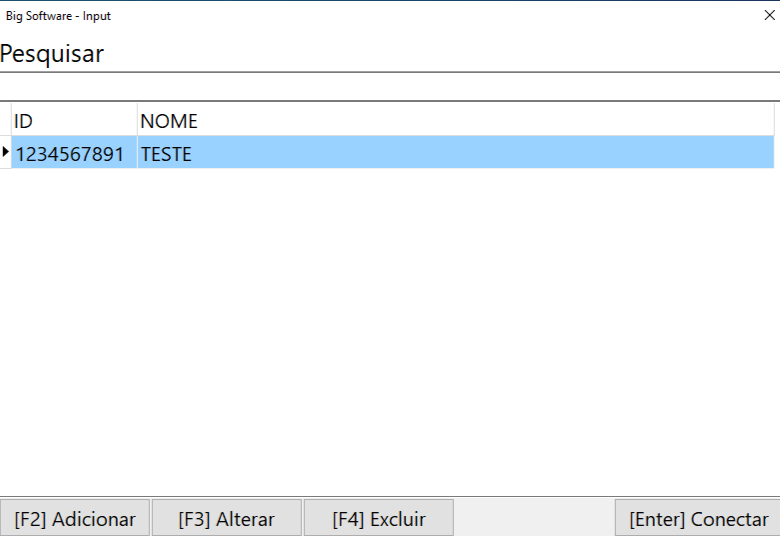 Big Software - Input
Pesquisar
ID NOME
1234567891 TESTE
[F2] Adicionar [F3] Alterar [F4] Excluir [Enter] Conectar